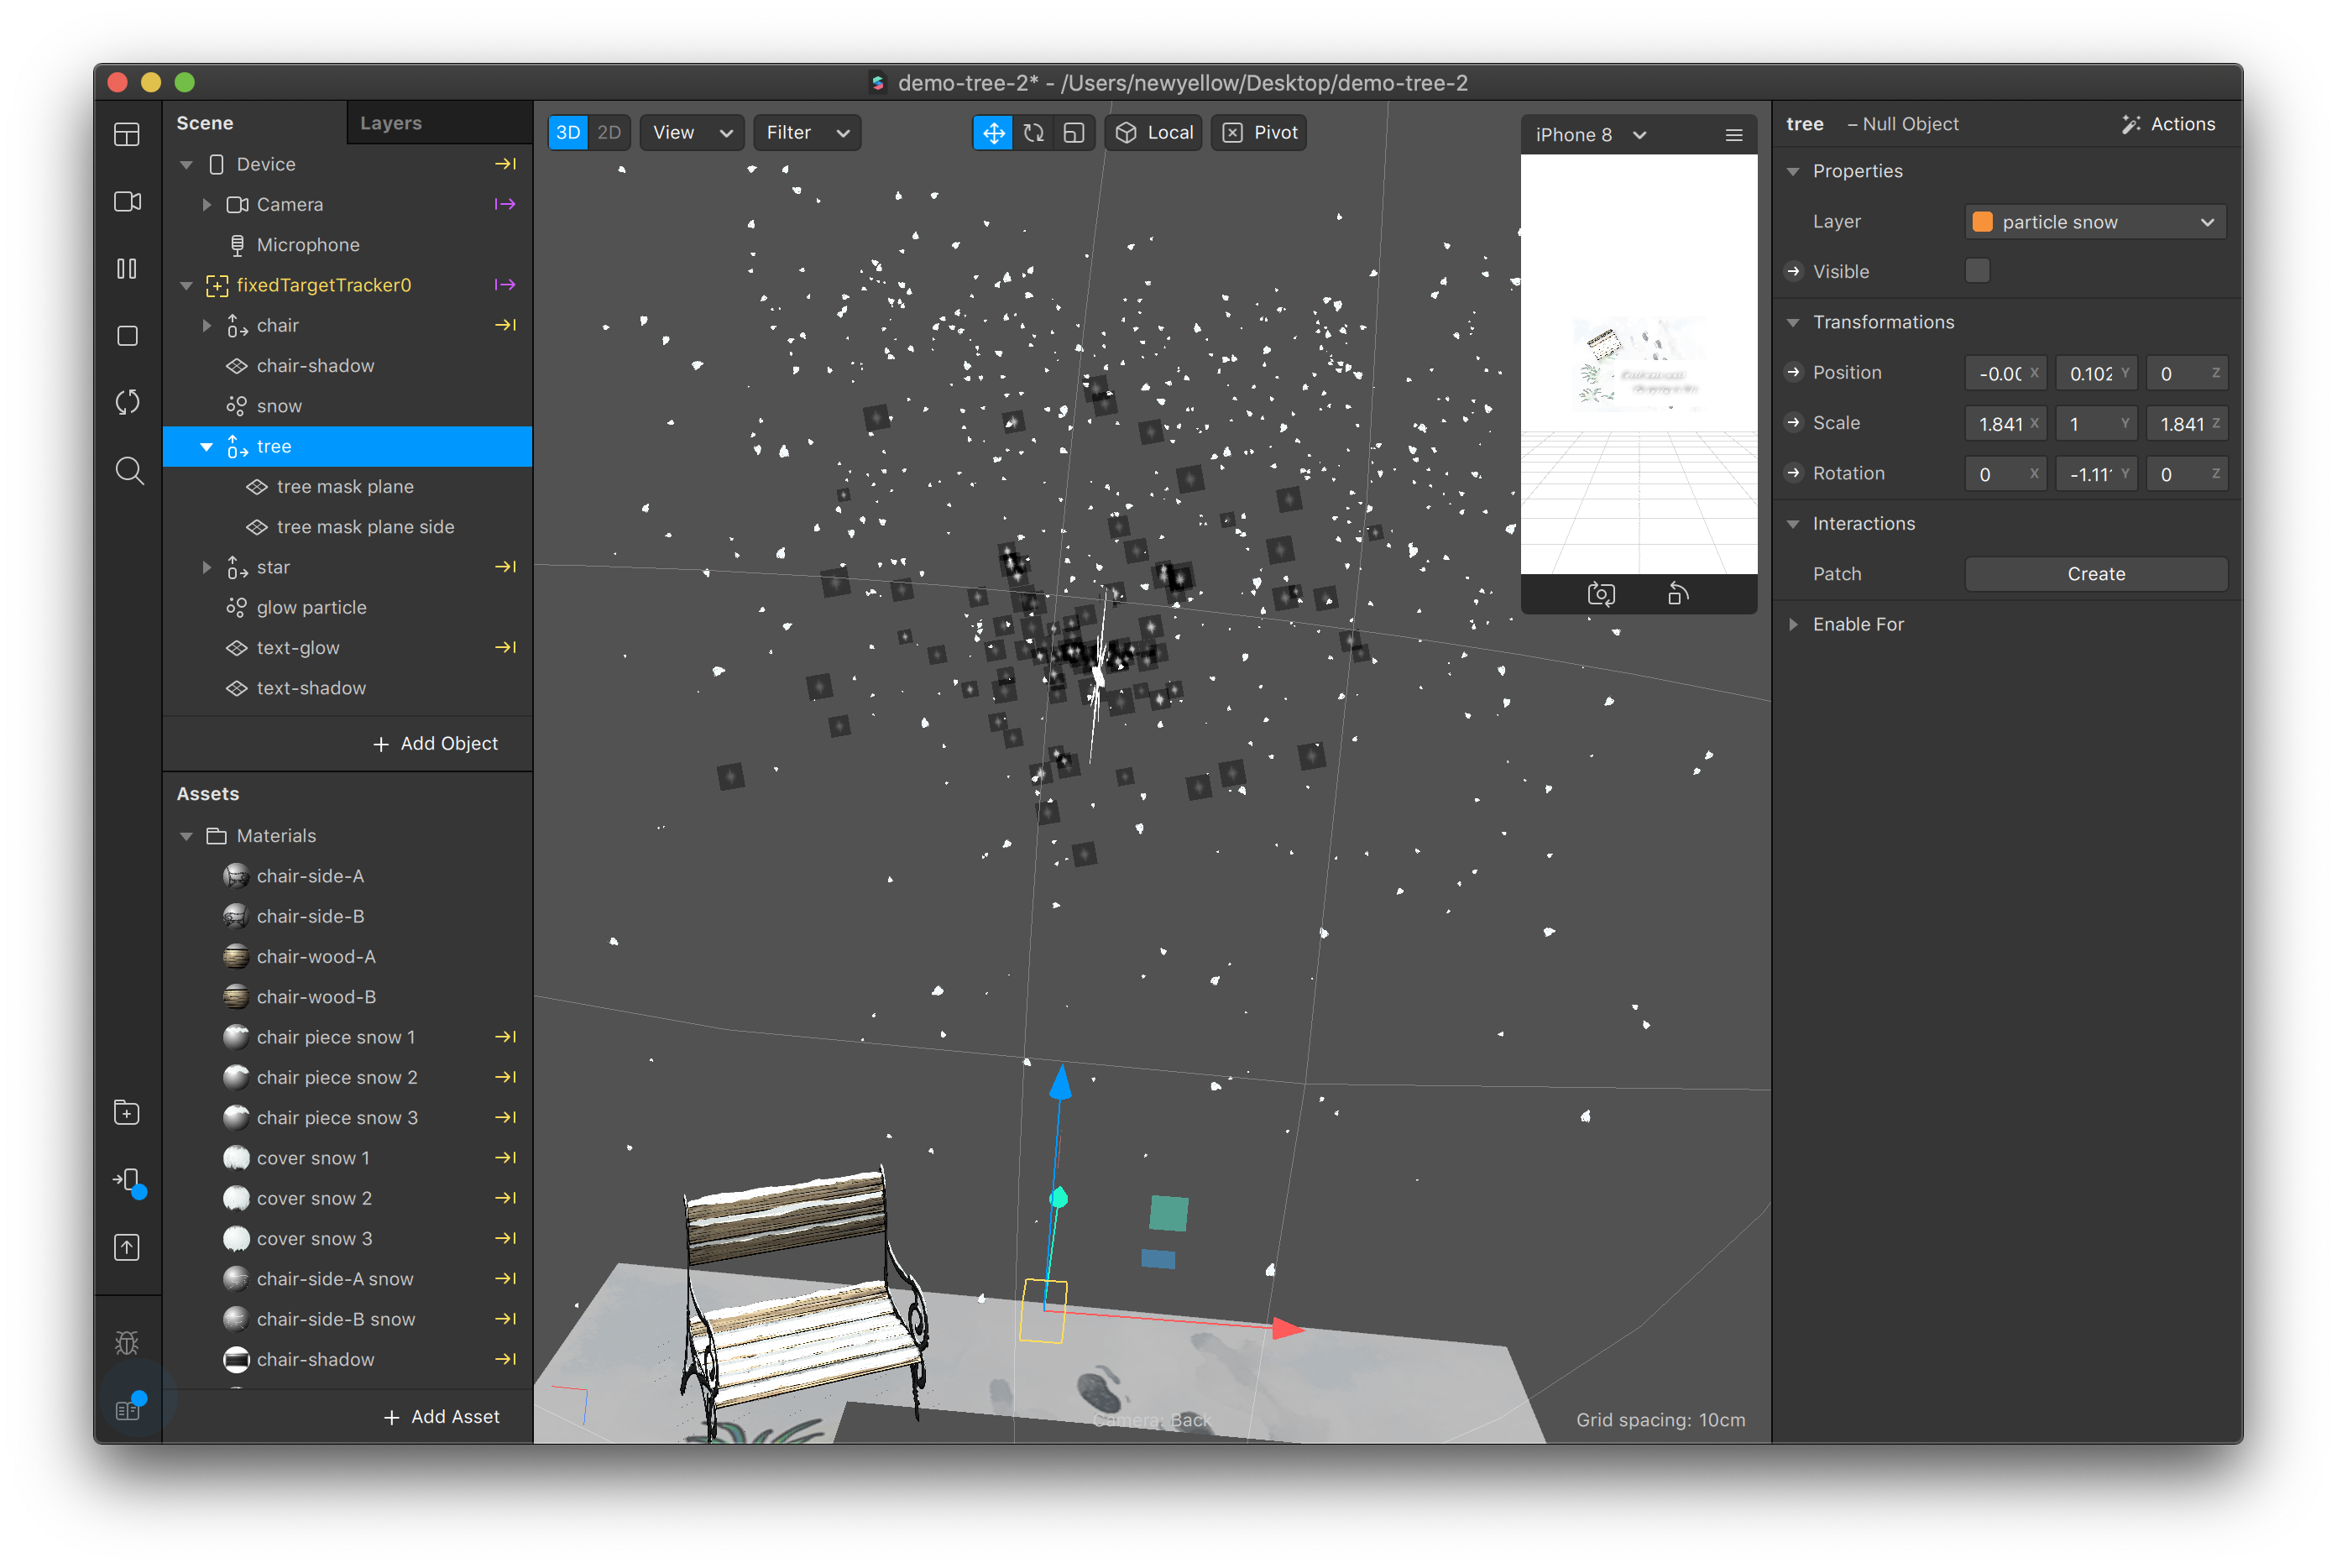 demo-tree-2* - /Users/newyellow/Desktop/demo-tree-2
Scene
Layers
Device
Camera
Microphone
fixedTargetTracker0
chair
chair-shadow
snow
tree
tree mask plane
tree mask plane side
star
glow particle
text-glow
text-shadow
+ Add Object
Assets
Materials
chair-side-A
chair-side-B
chair-wood-A
chair-wood-B
chair piece snow 1
chair piece snow 2
chair piece snow 3
cover snow 1
cover snow 2
cover snow 3
chair-side-A snow
chair-side-B snow
chair-shadow
+ Add Asset
3D 2D View Filter Local Pivot
iPhone 8
Camera: Back
Grid spacing: 10cm
tree – Null Object Actions
Properties
Layer particle snow
Visible
Transformations
Position -0.00 X 0.102 Y 0 Z
Scale 1.841 X 1 Y 1.841 Z
Rotation 0 X -1.11 Y 0 Z
Interactions
Patch Create
Enable For